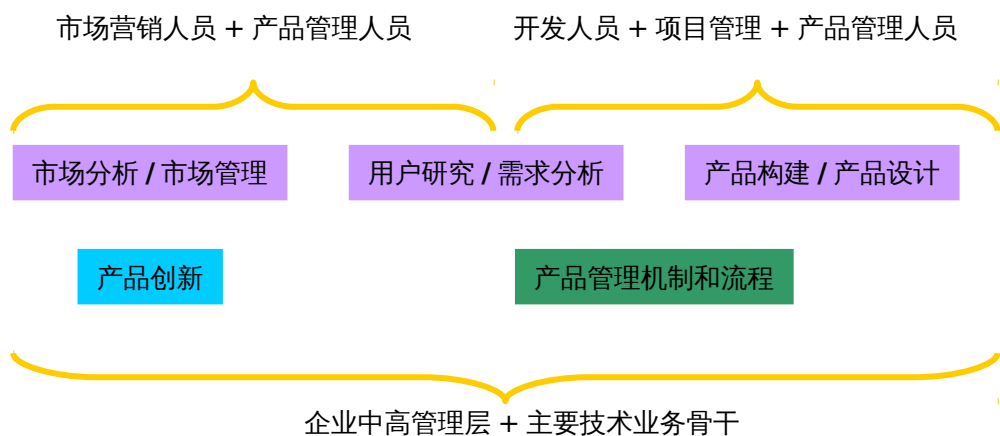 市场营销人员 + 产品管理人员
开发人员 + 项目管理 + 产品管理人员
市场分析 / 市场管理
用户研究 / 需求分析
产品构建 / 产品设计
产品创新
产品管理机制和流程
企业中高管理层 + 主要技术业务骨干